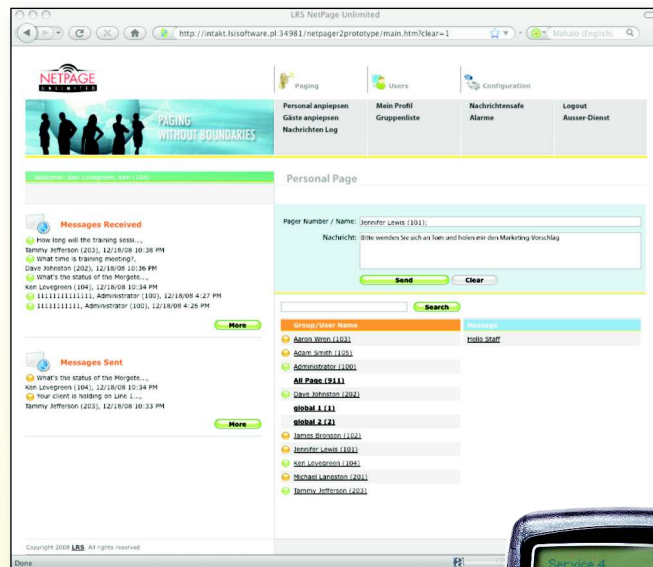 LRS NetPage Unlimited
http://intakt.lsisoftware.pl:34981/netpager2prototype/main.htm?clear=1
Mahalo (English)
NETPAGE
UNLIMITED
Paging
Users
Configuration
PAGING
WITHOUT BOUNDARIES
Personal anpiepsen
Mein Profil
Nachrichtensafe
Logout
Gäste anpiepsen
Gruppenliste
Alarme
Ausser-Dienst
Nachrichten Log
Welcome: Ken Lovegreen, ken (104)
Personal Page
Messages Received
How long will the training sessi...,
Tammy Jefferson (203), 12/18/08 10:38 PM
What time is training meeting?,
Dave Johnston (202), 12/18/08 10:36 PM
What's the status of the Mergete...,
Ken Lovegreen (104), 12/18/08 10:34 PM
1111111111111, Administrator (100), 12/18/08 4:27 PM
11111111111, Administrator (100), 12/18/08 4:26 PM
More
Messages Sent
What's the status of the Mergete...,
Ken Lovegreen (104), 12/18/08 10:34 PM
Your client is holding on Line 1...,
Tammy Jefferson (203), 12/18/08 10:33 PM
More
Pager Number / Name:
Jennifer Lewis (101);
Nachricht:
Bitte wenden Sie sich an Tom und holen mir den Marketing-Vorschlag
Send
Clear
Search
Group/User Name
Message
Aaron Wren (103)
Hello Staff
Adam Smith (105)
Administrator (100)
All Page (911)
Dave Johnston (202)
global 1 (1)
global 2 (2)
James Bronson (102)
Jennifer Lewis (101)
Ken Lovegreen (104)
Michael Langston (201)
Tammy Jefferson (203)
Copyright 2008 LRS. All rights reserved
Done
Service 4